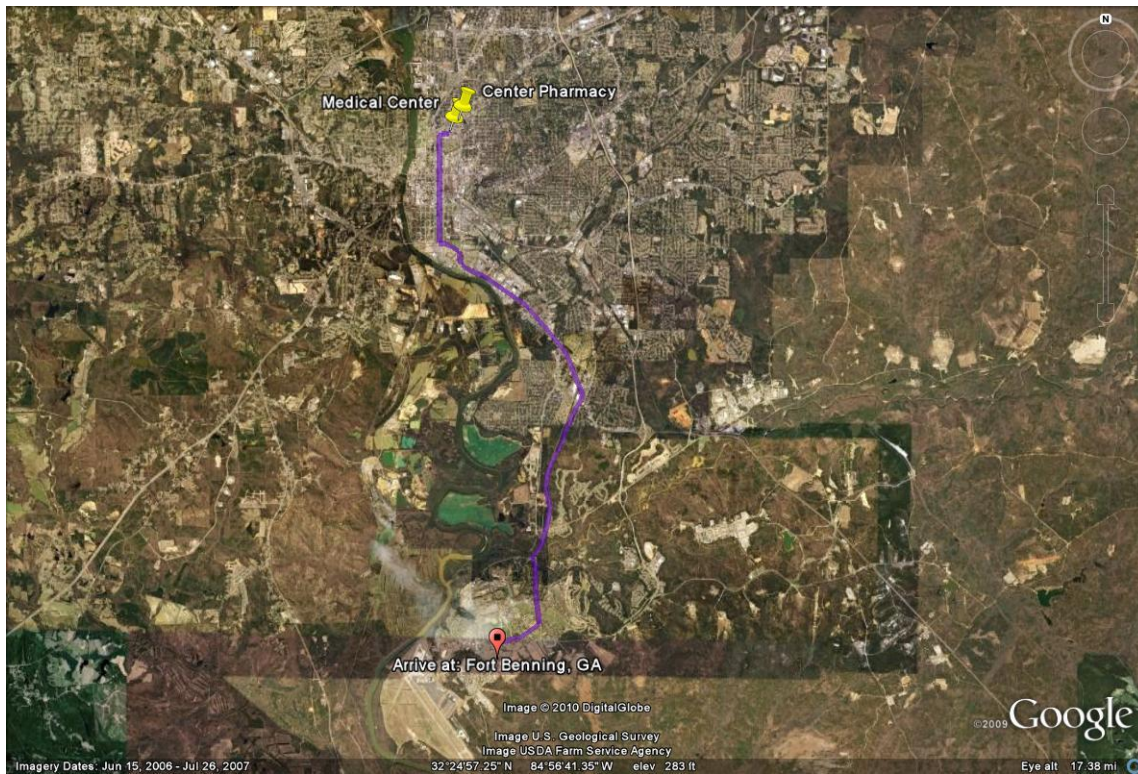 N
Center Pharmacy
Medical Center
Arrive at: Fort Benning, GA
Image © 2010 DigitalGlobe
©2009 Google
Image U.S. Geological Survey
Image USDA Farm Service Agency
Imagery Dates: Jun 15, 2006 - Jul 26, 2007 32°24'57.25" N 84°56'41.35" W elev 283 ft Eye alt 17.38 mi